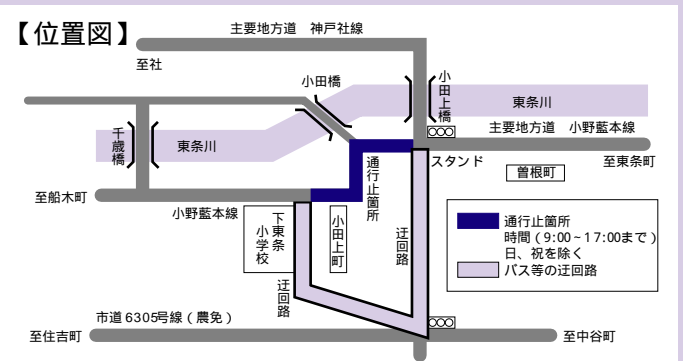 【位置図】
主要地方道　神戸社線
至社
小田橋
小田上橋
東条川
千歳橋
東条川
主要地方道　小野藍本線
スタンド
曽根町
至東条町
通行止箇所
至船木町
小野藍本線
下東条小学校
小田上町
迂回路
迂回路
通行止箇所
時間（9:00~17:00まで）
日、祝を除く
バス等の迂回路
市道6305号線（農免）
至住吉町
至中谷町